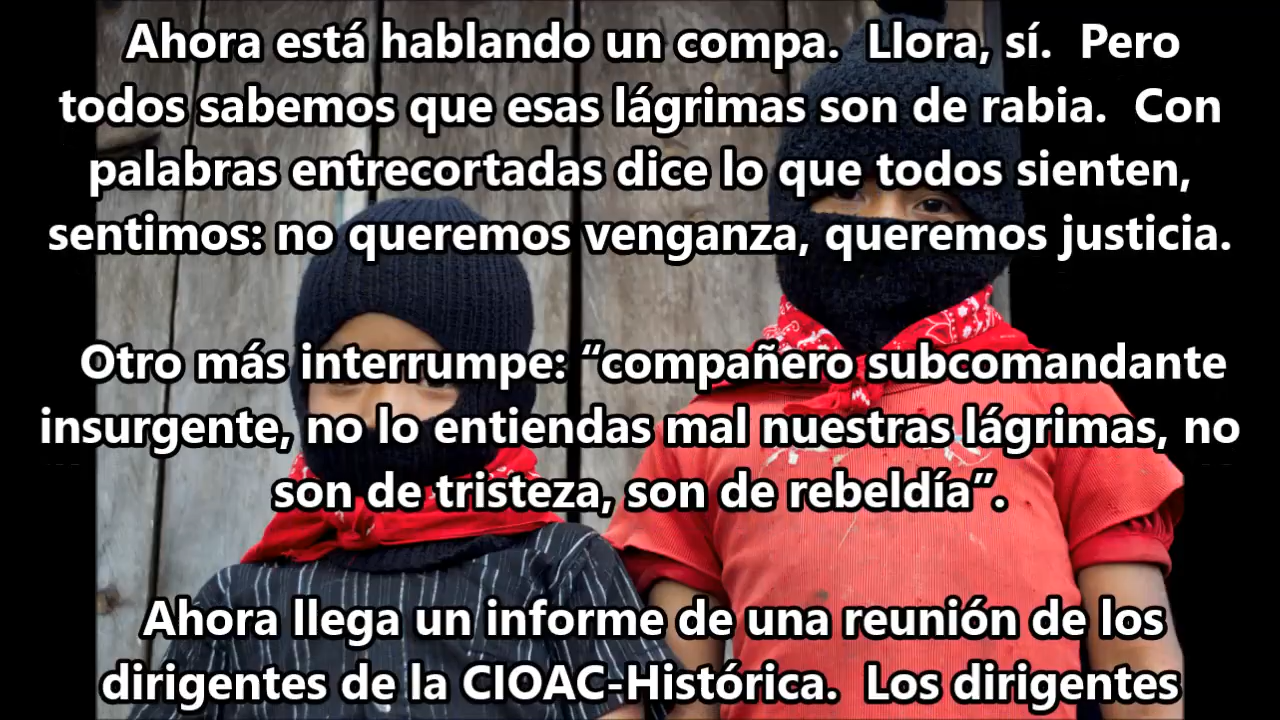 Ahora está hablando un compa.  Llora, sí.  Pero
todos sabemos que esas lágrimas son de rabia.  Con
palabras entrecortadas dice lo que todos sienten,
sentimos: no queremos venganza, queremos justicia.
Otro más interrumpe: “compañero subcomandante
insurgente, no lo entiendas mal nuestras lágrimas, no
son de tristeza, son de rebeldía”.
Ahora llega un informe de una reunión de los
dirigentes de la CIOAC-Histórica.  Los dirigentes